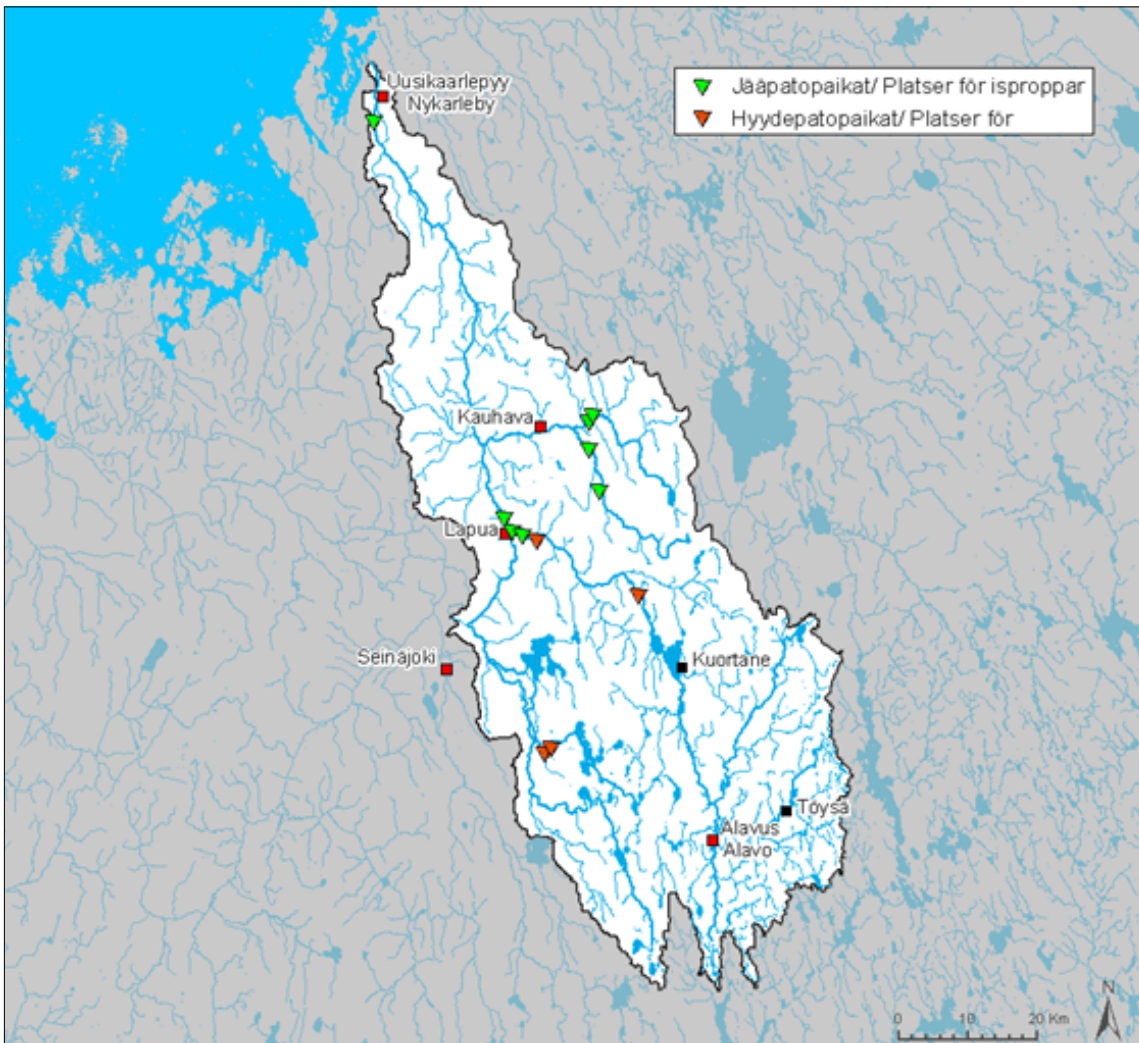 Uusikaarlepyy
Nykarleby
Jääpatopaikat/ Platser för isproppar
Hyydepatopaikat/ Platser för
Kauhava
Lapua
Seinäjoki
Kuortane
Töysä
Alavus
Alavo
N
0 10 20 Km